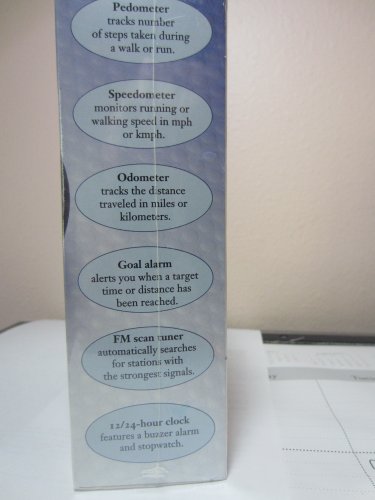 Pedometer
tracks number
of steps taken during
a walk or run.
Speedometer
monitors running or
walking speed in mph
or kmph.
Odometer
tracks the distance
traveled in miles or
kilometers.
Goal alarm
alerts you when a target
time or distance has
been reached.
FM scan tuner
automatically searches
for stations with
the strongest signals.
12/24-hour clock
features a buzzer alarm
and stopwatch.